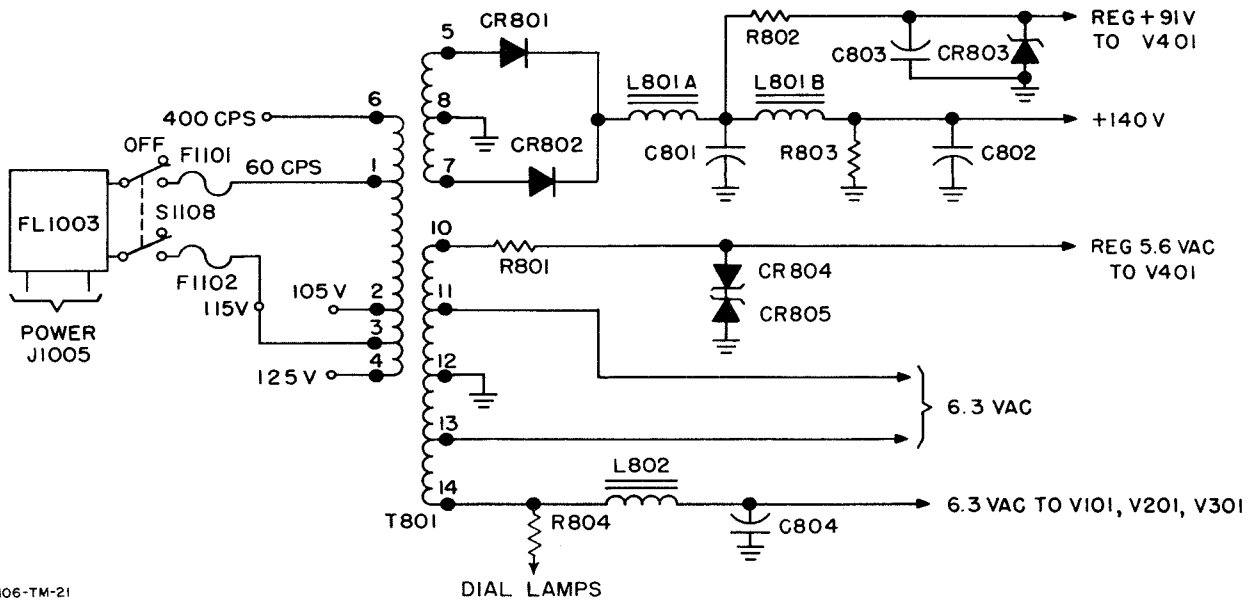 5
CR801
R802
REG + 91V
TO V401
C803
CR803
L801A
L801B
6
8
400 CPS
OFF
F1101
60 CPS
1
CR802
C801
R803
C802
+140 V
7
FL1003
S1108
10
R801
REG 5.6 VAC
TO V401
CR804
CR805
F1102
115V
105V
2
11
3
POWER
J1005
125V
4
12
6.3 VAC
13
L802
14
T801
R804
C804
6.3 VAC TO V101, V201, V301
DIAL LAMPS
06-TM-21